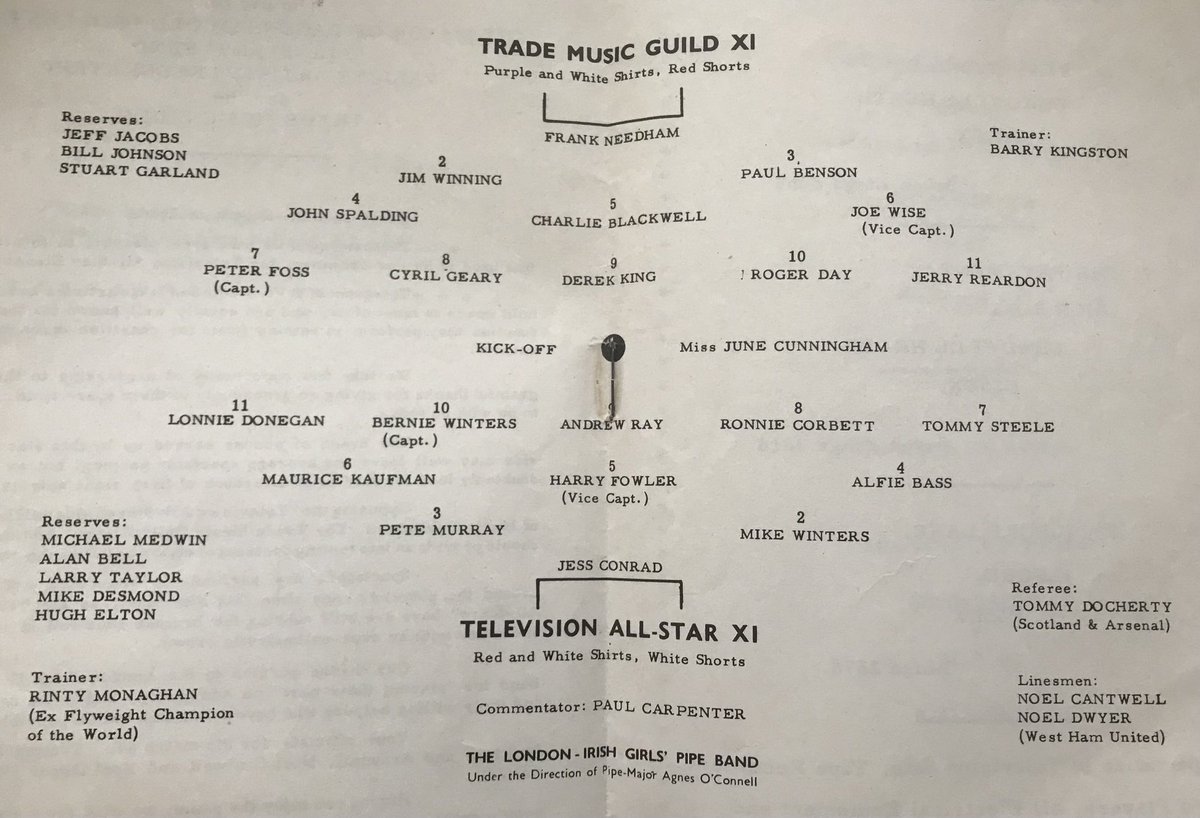 TRADE MUSIC GUILD XI
Purple and White Shirts, Red Shorts
FRANK NEEDHAM
Reserves:
JEFF JACOBS
BILL JOHNSON
STUART GARLAND
Trainer:
BARRY KINGSTON
2
JIM WINNING
3
PAUL BENSON
4
JOHN SPALDING
5
CHARLIE BLACKWELL
6
JOE WISE
(Vice Capt.)
7
PETER FOSS
(Capt.)
8
CYRIL GEARY
9
DEREK KING
10
ROGER DAY
11
JERRY REARDON
KICK-OFF
Miss JUNE CUNNINGHAM
11
LONNIE DONEGAN
10
BERNIE WINTERS
(Capt.)
ANDREW RAY
8
RONNIE CORBETT
7
TOMMY STEELE
6
MAURICE KAUFMAN
5
HARRY FOWLER
(Vice Capt.)
4
ALFIE BASS
3
PETE MURRAY
2
MIKE WINTERS
Reserves:
MICHAEL MEDWIN
ALAN BELL
LARRY TAYLOR
MIKE DESMOND
HUGH ELTON
JESS CONRAD
TELEVISION ALL-STAR XI
Red and White Shirts, White Shorts
Referee:
TOMMY DOCHERTY
(Scotland & Arsenal)
Trainer:
RINTY MONAGHAN
(Ex Flyweight Champion
of the World)
Commentator: PAUL CARPENTER
Linesmen:
NOEL CANTWELL
NOEL DWYER
(West Ham United)
THE LONDON-IRISH GIRLS' PIPE BAND
Under the Direction of Pipe-Major Agnes O'Connell